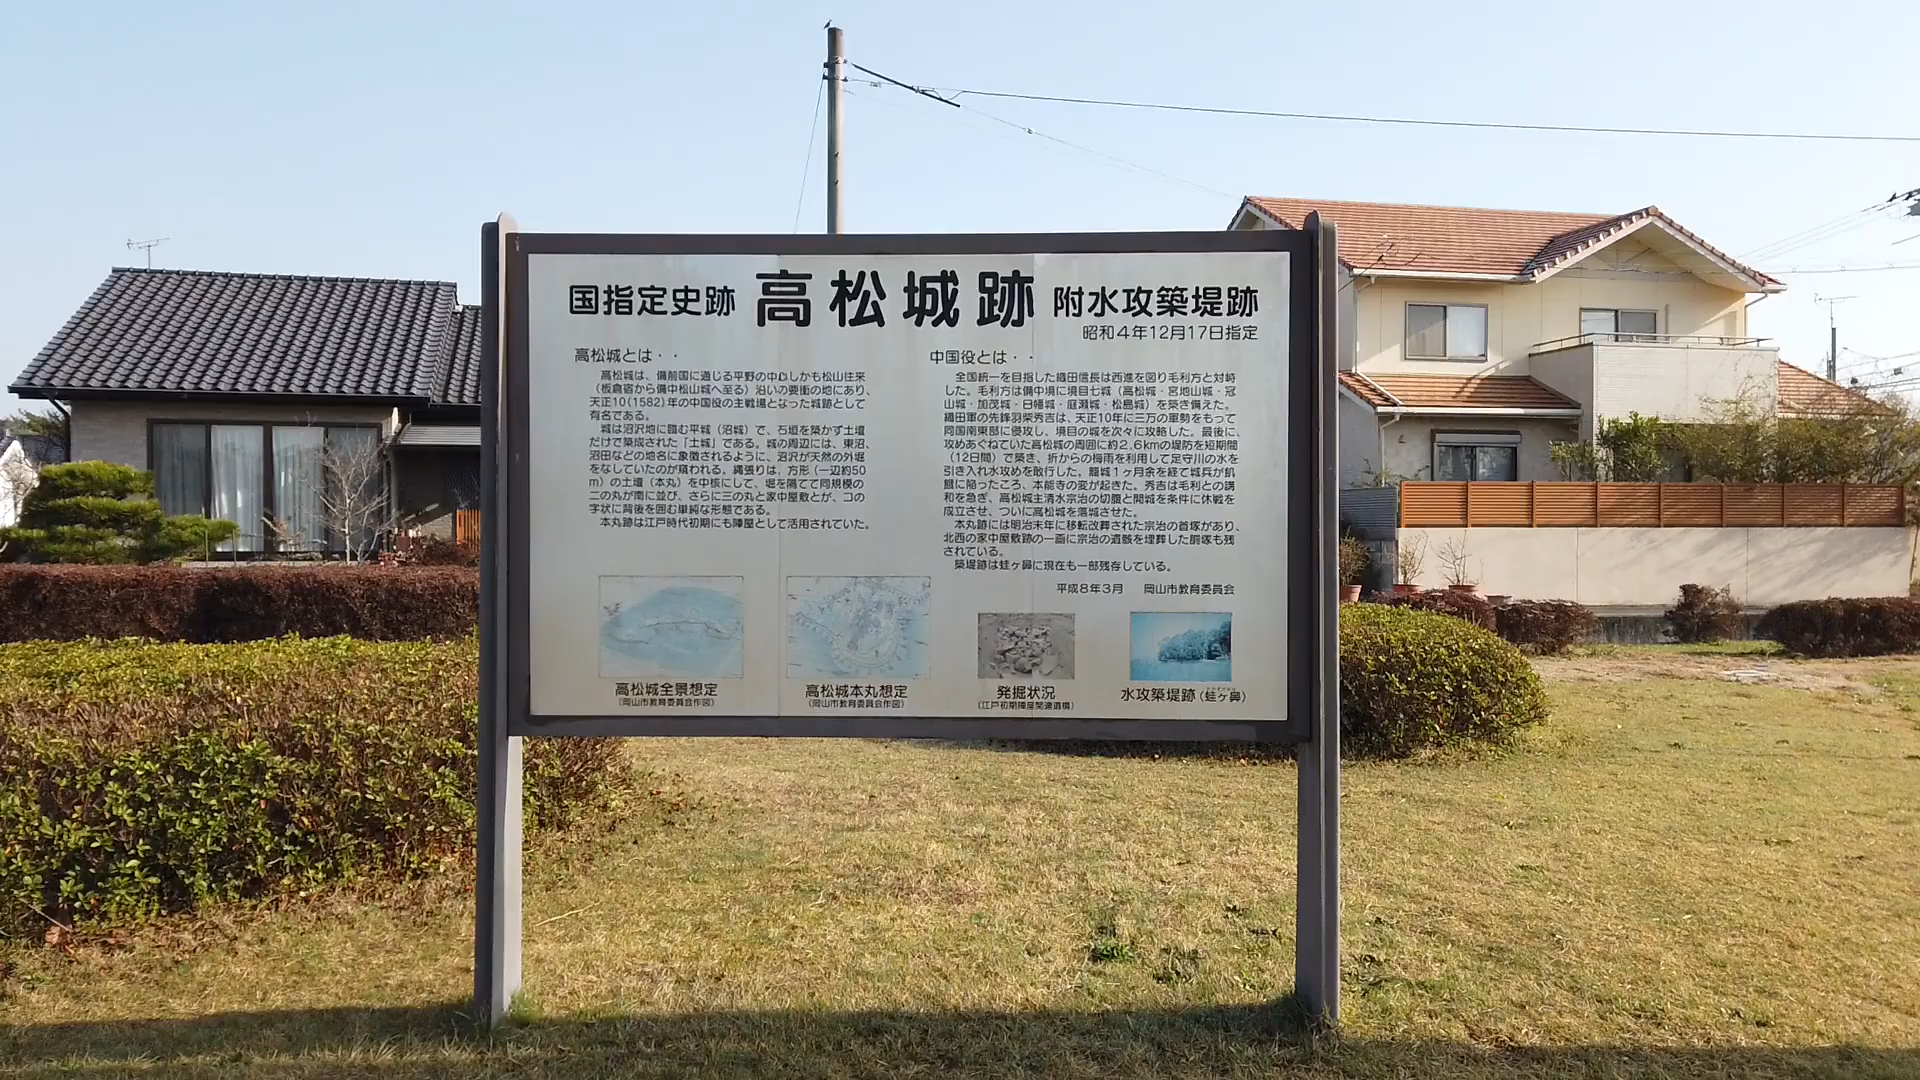 国指定史跡 高松城跡 附水攻築堤跡
昭和4年12月17日指定
高松城とは・・
高松城は、備前国に通じる平野の中心しかも松山往来
(板倉宿から備中松山城へ至る)沿いの要衝の地にあり、
天正10(1582)年の中国役の主戦場となった城跡として
有名である。
城は沼沢地に臨む平城(沼城)で、石垣を築かず土壇
だけで築成された「土城」である。城の周辺には、東沼、
沼田などの地名に象徴されるように、沼沢が天然の外堀
をなしていたのが窺われる。縄張りは、方形(一辺約50
m)の土壇(本丸)を中核にして、堀を隔てて同規模の
二の丸が南に並び、さらに三の丸と家中屋敷とが、コの
字状に背後を囲む単純な形態である。
本丸跡は江戸時代初期にも陣屋として活用されていた。
中国役とは・・
全国統一を目指した織田信長は西進を図り毛利方と対峙
した。毛利方は備中境に境目七城(高松城・宮地山城・冠
山城・加茂城・日幡城・庭瀬城・松島城)を築き備えた。
織田軍の先鋒羽柴秀吉は、天正10年に三万の軍勢をもって
同国南東部に侵攻し、境目の城を次々に攻略した。最後に、
攻めあぐねていた高松城の周囲に約2.6kmの堤防を短期間
(12日間)で築き、折からの梅雨を利用して足守川の水を
引き入れ水攻めを敢行した。籠城1ヶ月余を経て城兵が飢
餓に陥ったころ、本能寺の変が起きた。秀吉は毛利との講
和を急ぎ、高松城主清水宗治の切腹と開城を条件に休戦を
成立させ、ついに高松城を落城させた。
本丸跡には明治末年に移転改葬された宗治の首塚があり、
北西の家中屋敷跡の一画に宗治の遺骸を埋葬した胴塚も残
されている。
築堤跡は蛙ヶ鼻に現在も一部残存している。
平成8年3月 岡山市教育委員会
高松城全景想定
(岡山市教育委員会作図)
高松城本丸想定
(岡山市教育委員会作図)
発掘状況
(江戸初期陣屋関連遺構)
水攻築堤跡(蛙ヶ鼻)